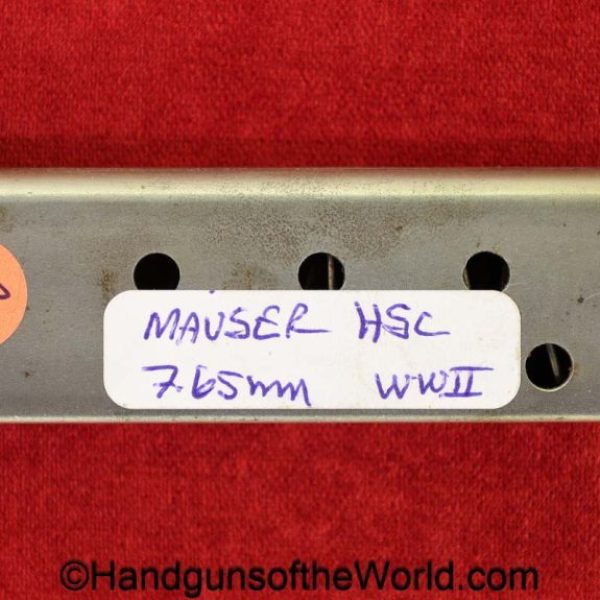 MAUSER HSC
7.65mm WWII
©HandgunsoftheWorld.com